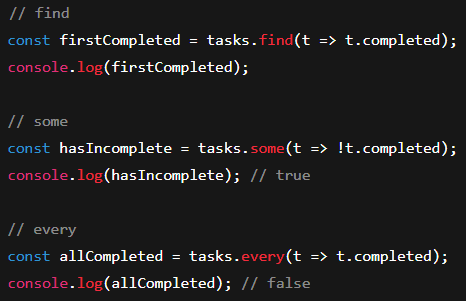 // find
const firstCompleted = tasks.find(t => t.completed);
console.log(firstCompleted);
// some
const hasIncomplete = tasks.some(t => !t.completed);
console.log(hasIncomplete); // true
// every
const allCompleted = tasks.every(t => t.completed);
console.log(allCompleted); // false